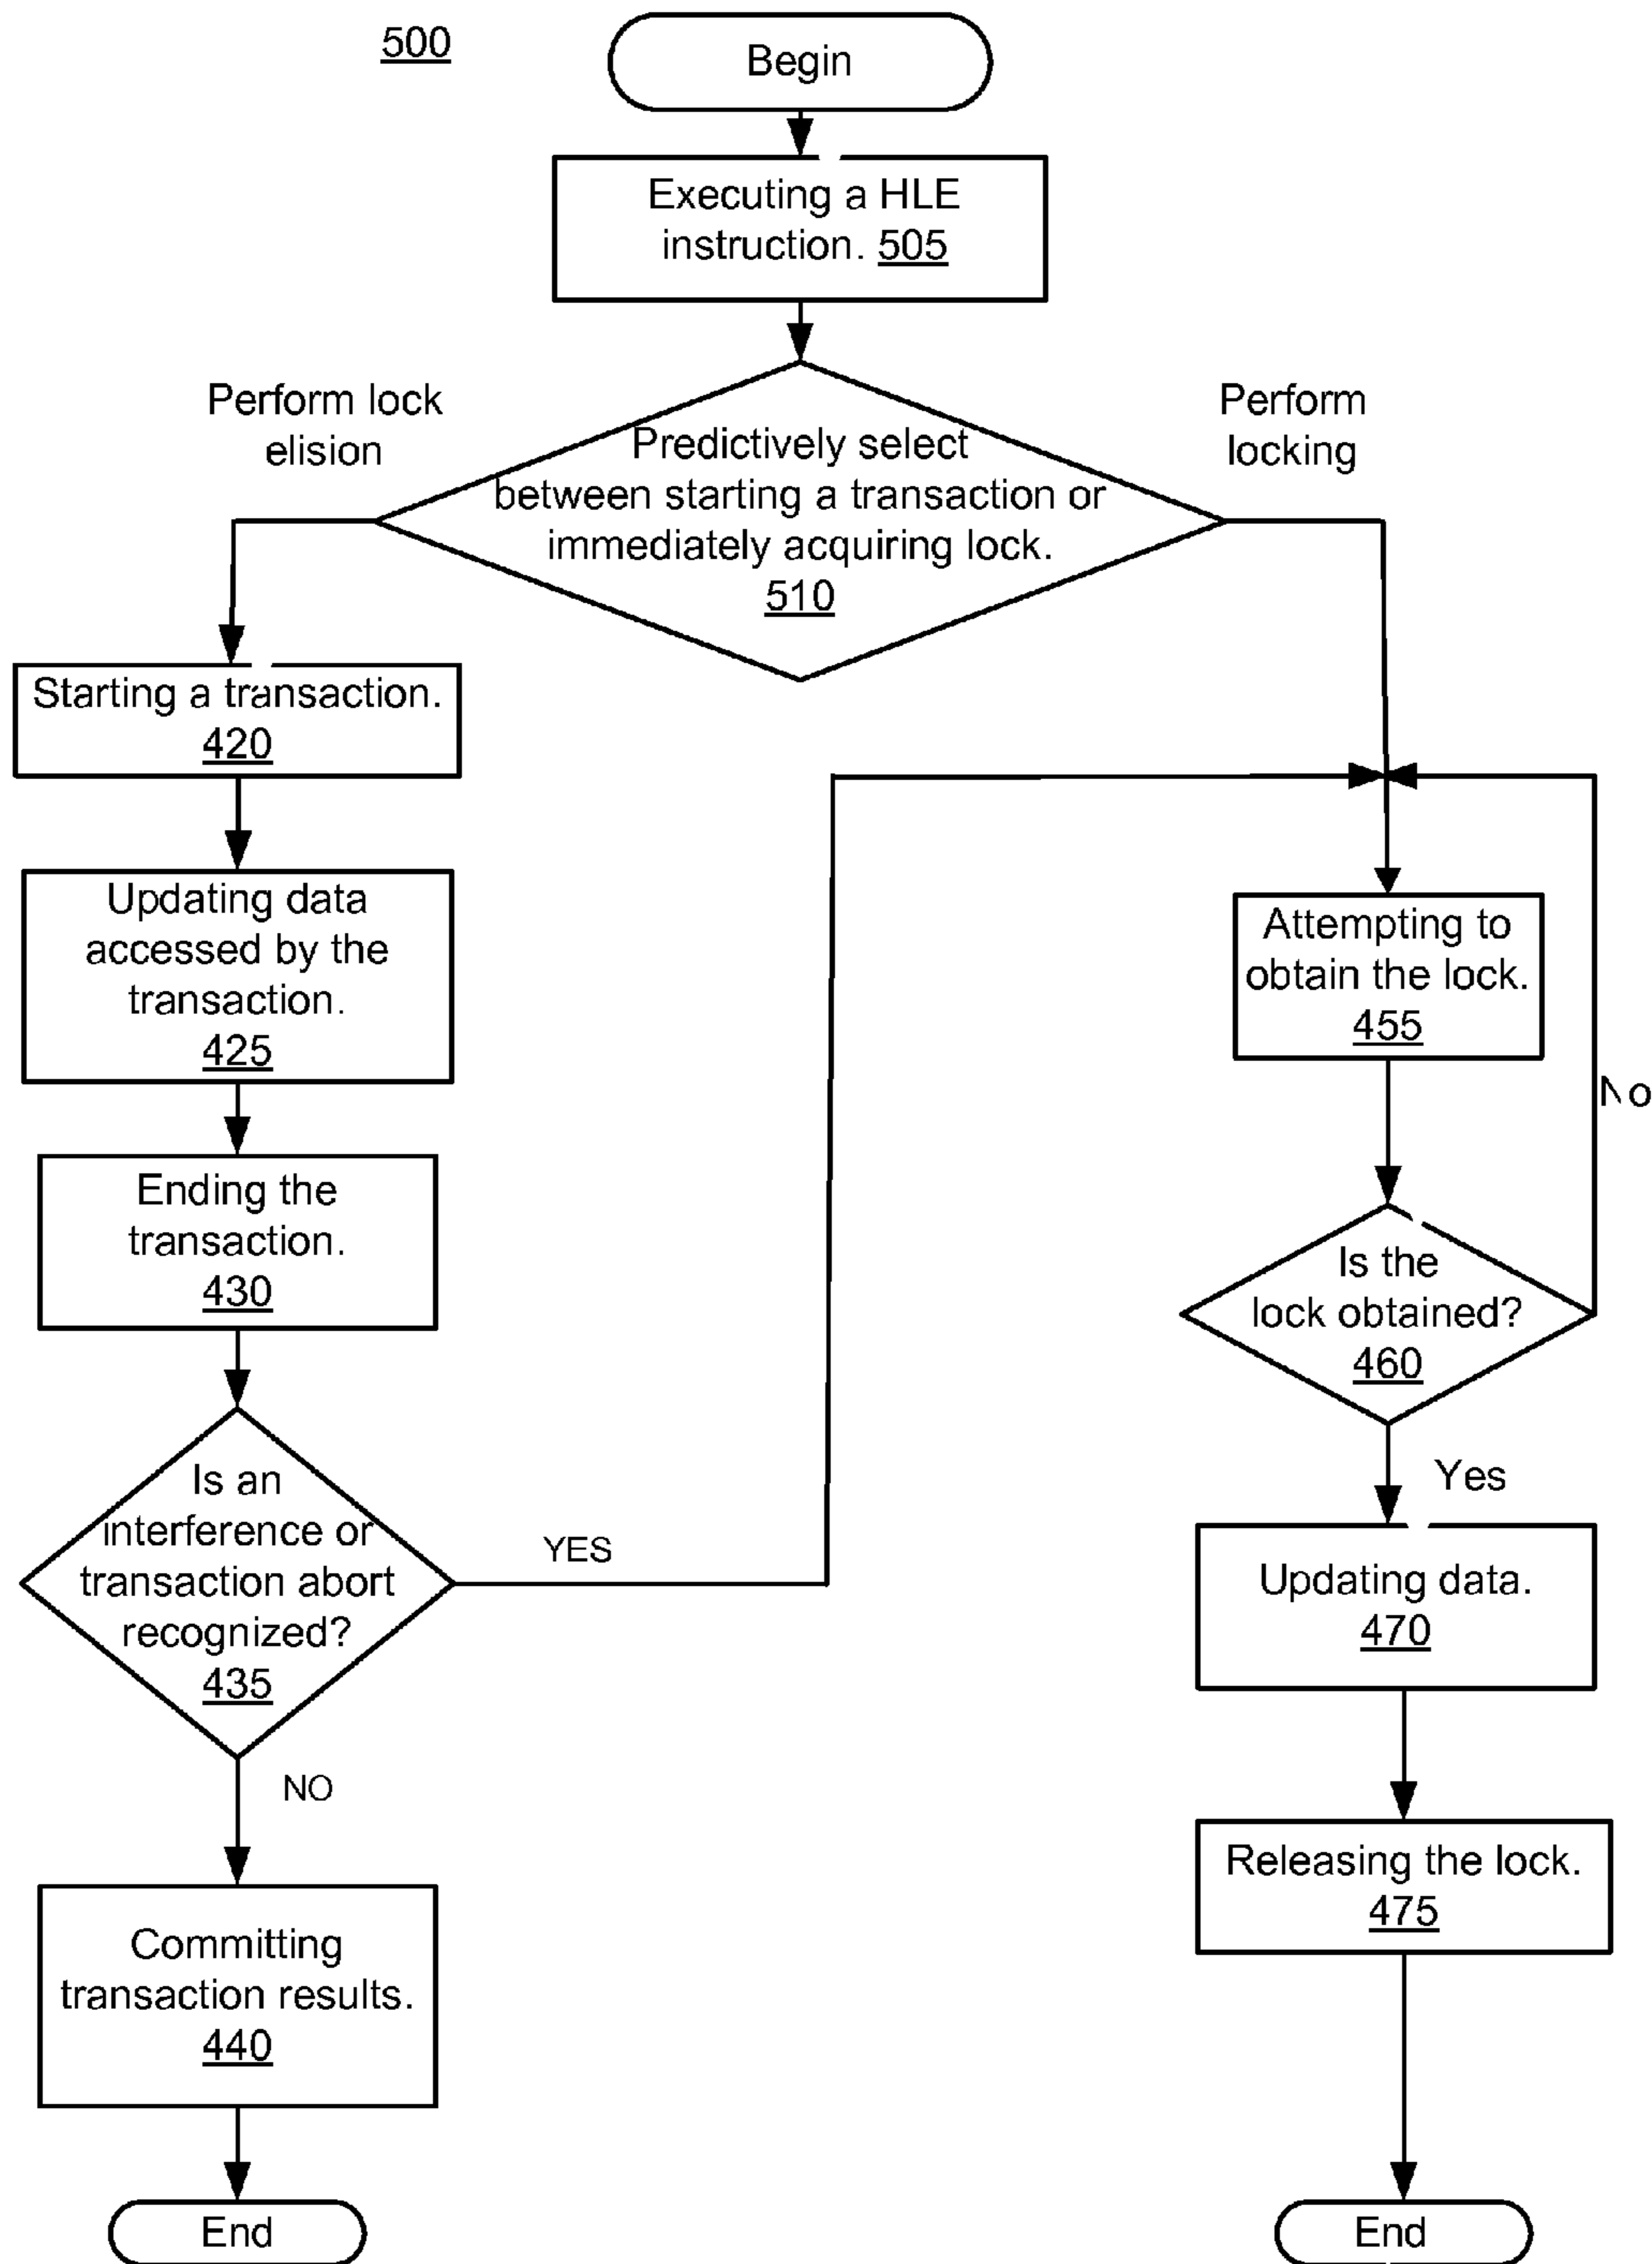 500
Begin
Executing a HLE
instruction. 505
Perform lock
elision
Predictively select
between starting a transaction or
immediately acquiring lock.
510
Perform
locking
Starting a transaction.
420
Updating data
accessed by the
transaction.
425
Ending the
transaction.
430
Is an
interference or
transaction abort
recognized?
435
YES
NO
Committing
transaction results.
440
End
Attempting to
obtain the lock.
455
No
Is the
lock obtained?
460
Yes
Updating data.
470
Releasing the lock.
475
End